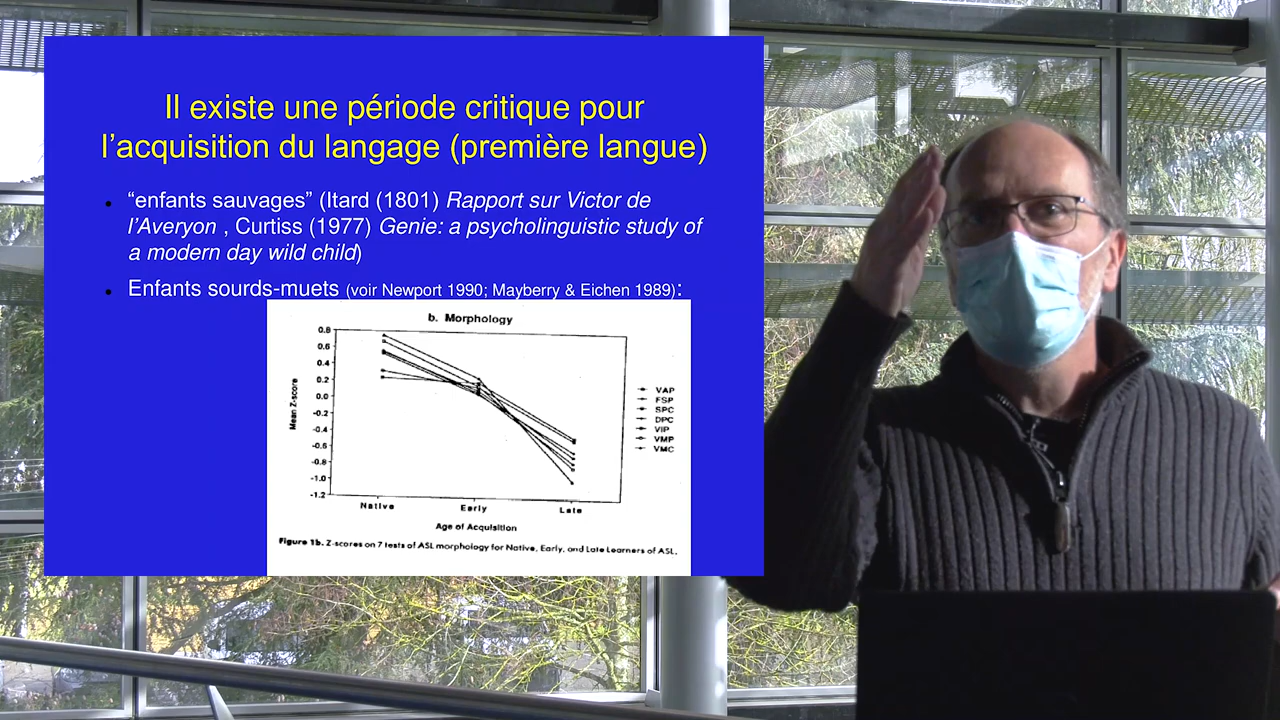 Il existe une période critique pour
l’acquisition du langage (première langue)
• “enfants sauvages” (Itard (1801) Rapport sur Victor de
l’Averyon , Curtiss (1977) Genie: a psycholinguistic study of
a modern day wild child)
• Enfants sourds-muets (voir Newport 1990; Mayberry & Eichen 1989):
b. Morphology
0.8
0.6
0.4
0.2
0.0
-0.2
-0.4
-0.6
-0.8
-1.0
-1.2
Mean Z-score
VAP
FSP
SPC
DPC
VIP
VMP
VMC
Native Early Late
Age of Acquisition
Figure 1b. Z-scores on 7 tests of ASL morphology for Native, Early, and Late Learners of ASL.